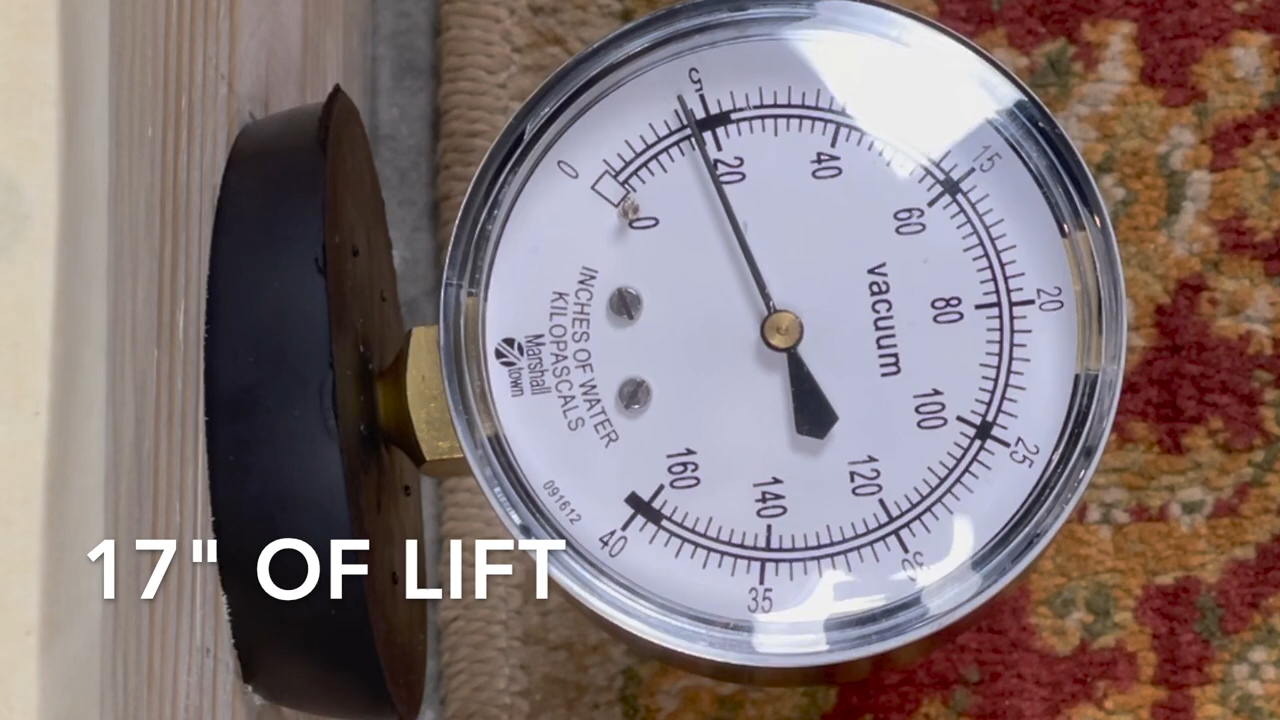 17" OF LIFT
0
5
15
20
25
35
40
0
20
40
60
80
100
120
140
160
vacuum
INCHES OF WATER
KILOPASCALS
Marshall
town
091612